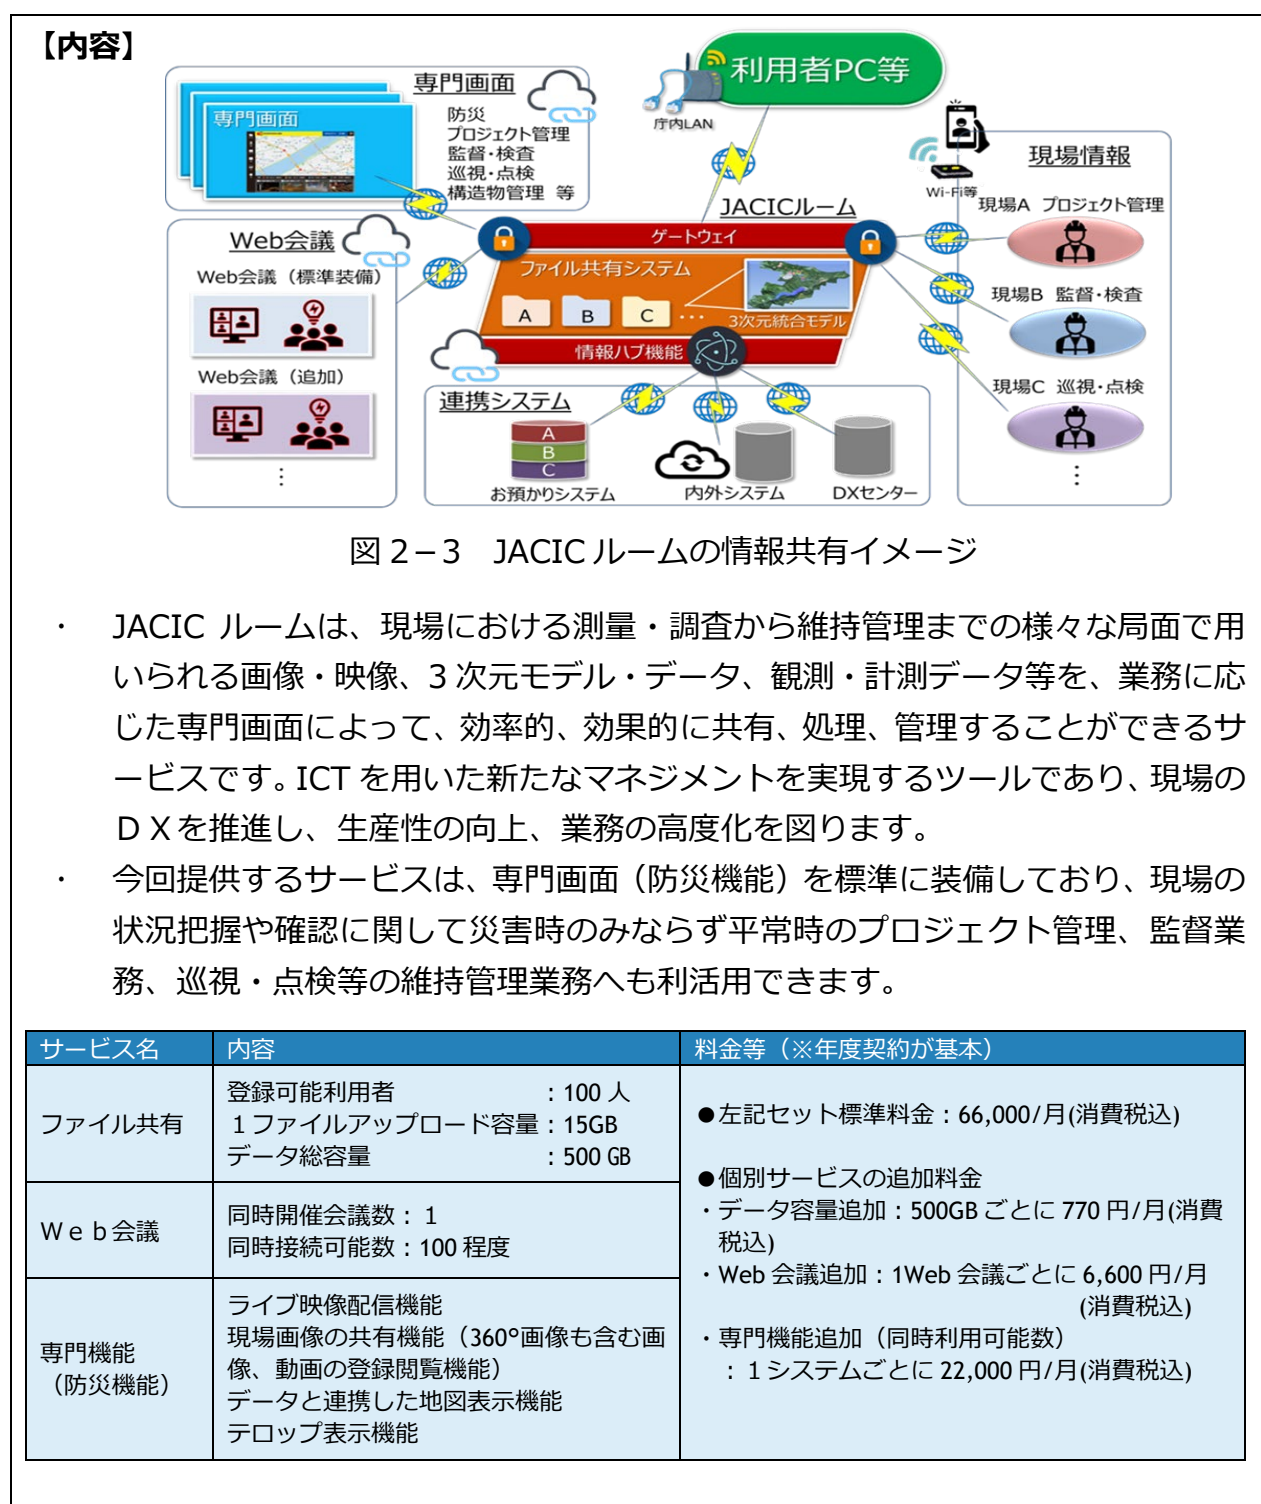 【内容】
利用者PC等
庁内LAN
専門画面
専門画面
防災
プロジェクト管理
監督・検査
巡視・点検
構造物管理 等
Wi-Fi等
現場情報
現場A プロジェクト管理
現場B 監督・検査
現場C 巡視・点検
⋮
Web会議
Web会議（標準装備）
Web会議（追加）
⋮
JACICルーム
ゲートウェイ
ファイル共有システム
A
B
C
…
3次元統合モデル
情報ハブ機能
連携システム
A
B
C
お預かりシステム
内外システム
DXセンター
図２−３　JACIC ルームの情報共有イメージ
・ JACIC ルームは、現場における測量・調査から維持管理までの様々な局面で用
いられる画像・映像、3 次元モデル・データ、観測・計測データ等を、業務に応
じた専門画面によって、効率的、効果的に共有、処理、管理することができるサ
ービスです。ICT を用いた新たなマネジメントを実現するツールであり、現場の
ＤＸを推進し、生産性の向上、業務の高度化を図ります。
・ 今回提供するサービスは、専門画面（防災機能）を標準に装備しており、現場の
状況把握や確認に関して災害時のみならず平常時のプロジェクト管理、監督業
務、巡視・点検等の維持管理業務へも利活用できます。
サービス名　内容　料金等（※年度契約が基本）
ファイル共有
登録可能利用者　：100 人
１ファイルアップロード容量：15GB
データ総容量　：500 GB
Ｗｅｂ会議
同時開催会議数：１
同時接続可能数：100 程度
専門機能
（防災機能）
ライブ映像配信機能
現場画像の共有機能（360°画像も含む画
像、動画の登録閲覧機能）
データと連携した地図表示機能
テロップ表示機能
●左記セット標準料金：66,000/月(消費税込)
●個別サービスの追加料金
・データ容量追加：500GB ごとに 770 円/月(消費
税込)
・Web 会議追加：1Web 会議ごとに 6,600 円/月
(消費税込)
・専門機能追加（同時利用可能数）
：１システムごとに 22,000 円/月(消費税込)